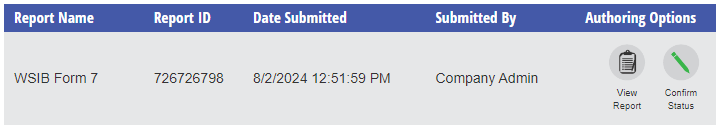 Report Name Report ID Date Submitted Submitted By Authoring Options
WSIB Form 7 726726798 8/2/2024 12:51:59 PM Company Admin
View Report
Confirm Status